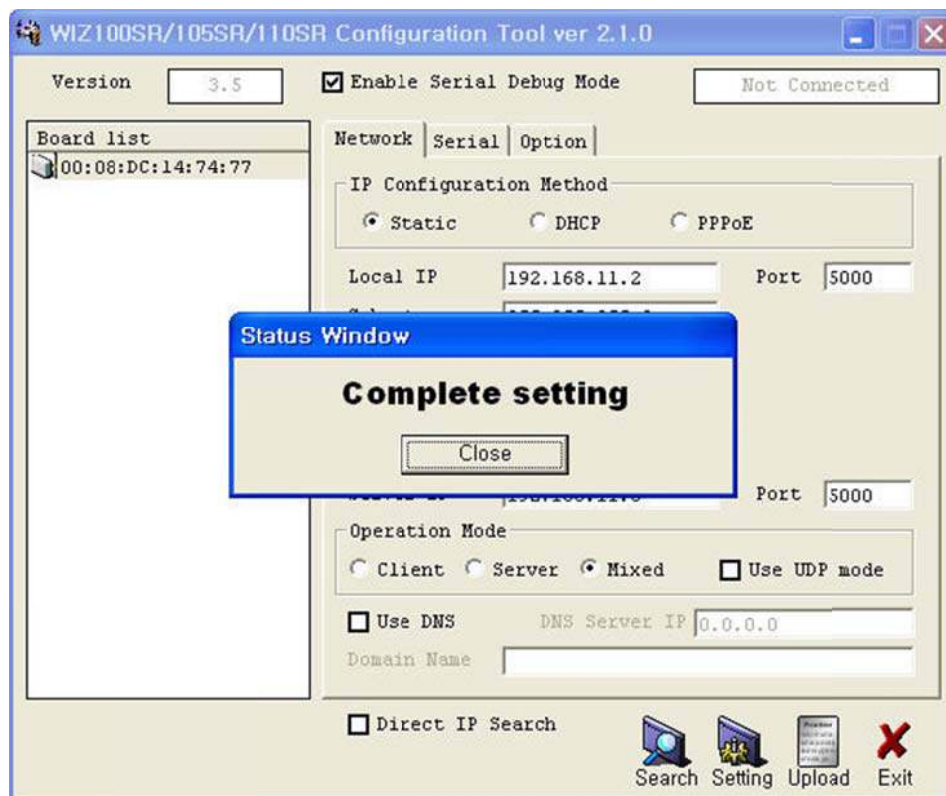 WIZ100SR/105SR/110SR Configuration Tool ver 2.1.0
Version 3.5 Enable Serial Debug Mode Not Connected
Board list
00:08:DC:14:74:77
Network Serial Option
IP Configuration Method
Static DHCP PPPoE
Local IP 192.168.11.2 Port 5000
Status Window
Complete setting
Close
Port 5000
Operation Mode
Client Server Mixed Use UDP mode
Use DNS DNS Server IP 0.0.0.0
Domain Name
Direct IP Search
Search Setting Upload Exit